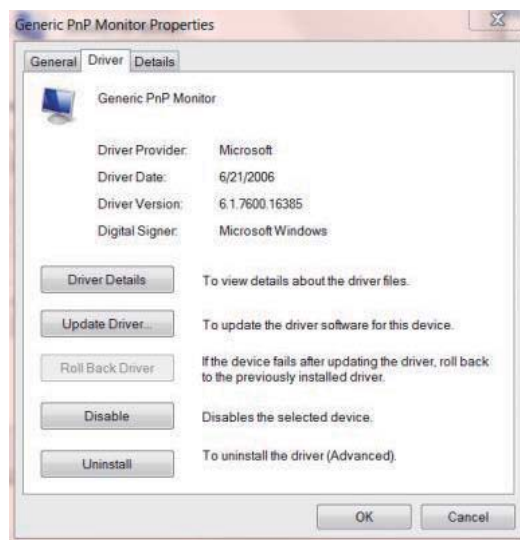 Generic PnP Monitor Properties
General Driver Details
Generic PnP Monitor
Driver Provider: Microsoft
Driver Date: 6/21/2006
Driver Version: 6.1.7600.16385
Digital Signer: Microsoft Windows
Driver Details To view details about the driver files.
Update Driver... To update the driver software for this device.
Roll Back Driver If the device fails after updating the driver, roll back
to the previously installed driver.
Disable Disables the selected device.
Uninstall To uninstall the driver (Advanced).
OK Cancel